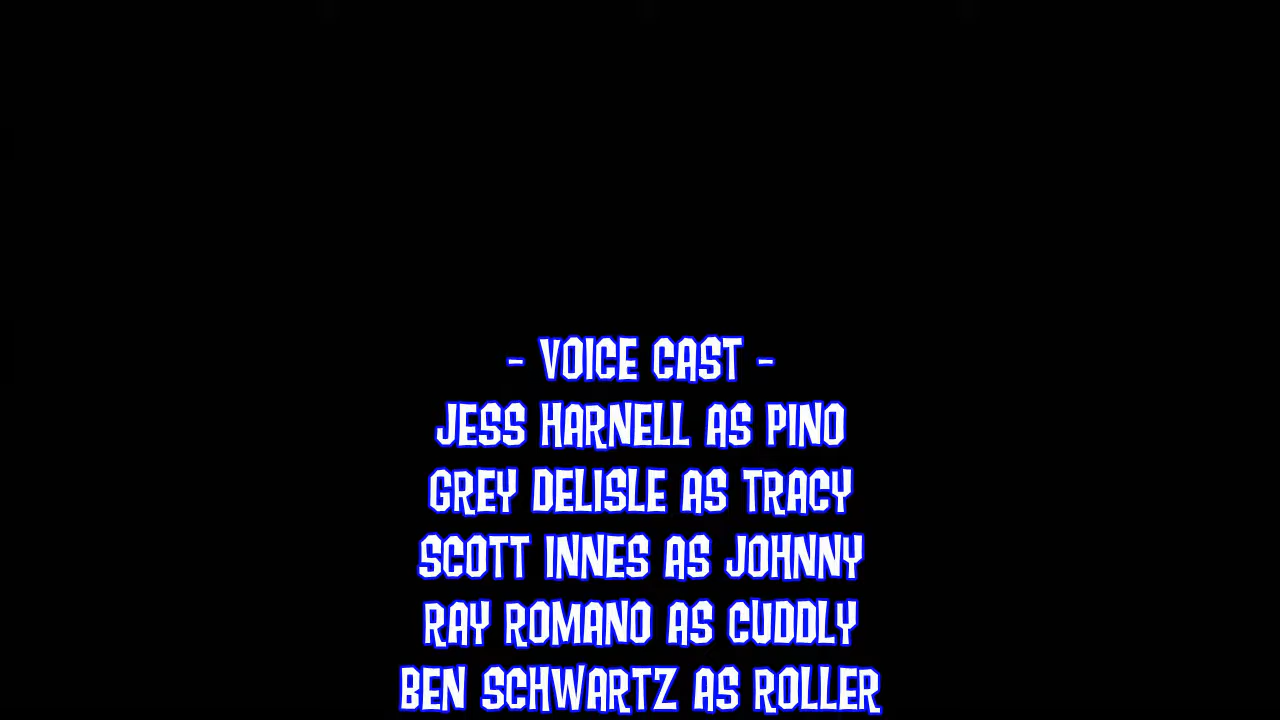 - VOICE CAST -
JESS HARNELL AS PINO
GREY DELISLE AS TRACY
SCOTT INNES AS JOHNNY
RAY ROMANO AS CUDDLY
BEN SCHWARTZ AS ROLLER